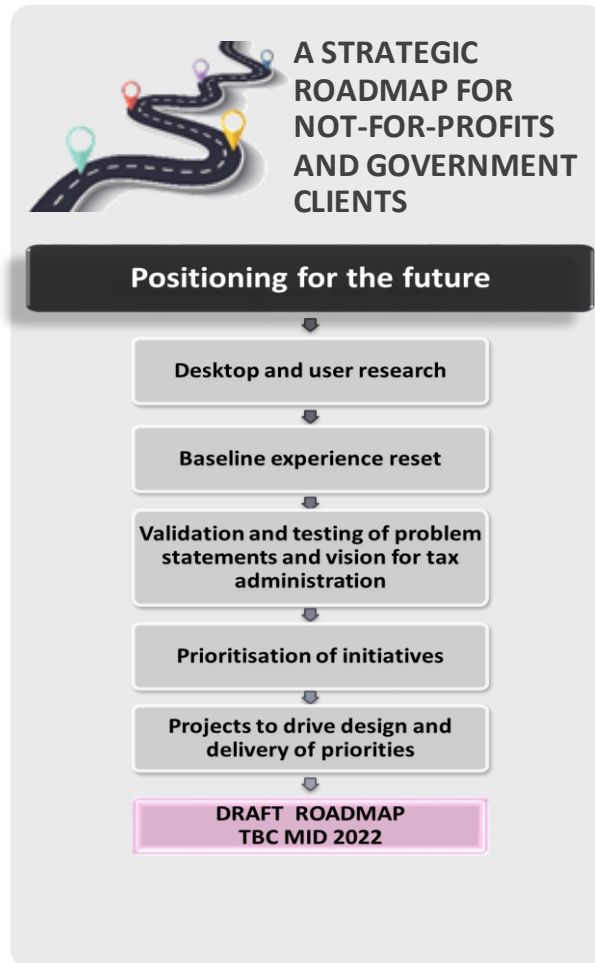 A STRATEGIC
ROADMAP FOR
NOT-FOR-PROFITS
AND GOVERNMENT
CLIENTS
Positioning for the future
Desktop and user research
Baseline experience reset
Validation and testing of problem
statements and vision for tax
administration
Prioritisation of initiatives
Projects to drive design and
delivery of priorities
DRAFT ROADMAP
TBC MID 2022